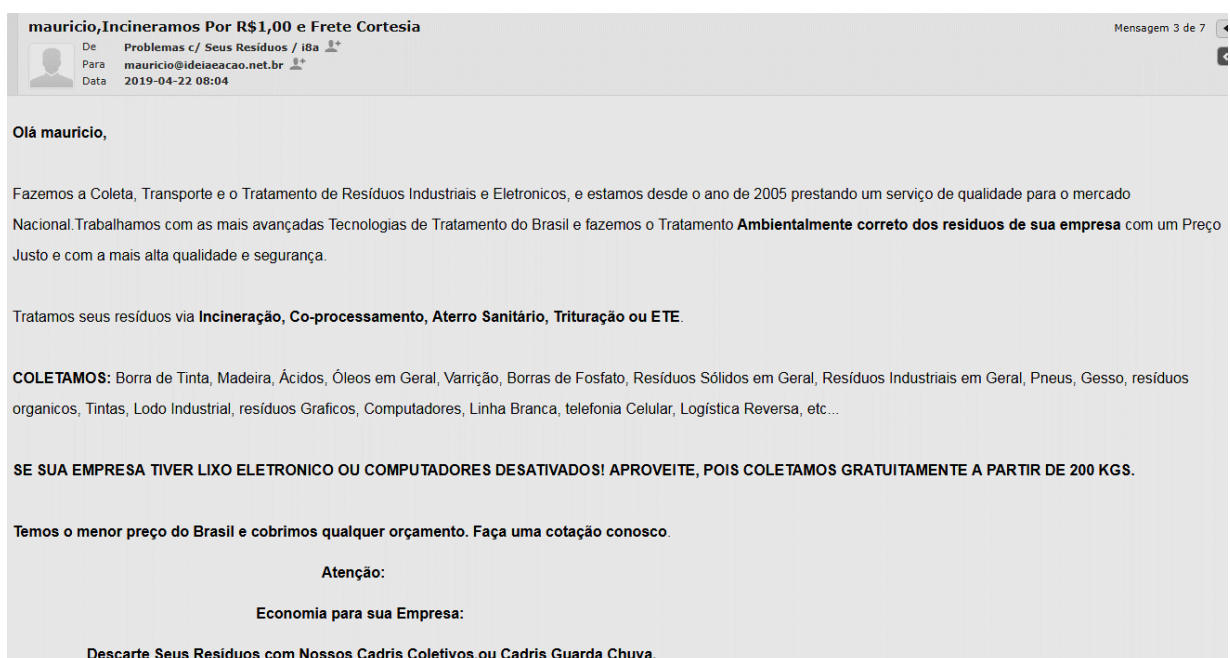 mauricio,Incineramos Por R$1,00 e Frete Cortesia
Mensagem 3 de 7
De Problemas c/ Seus Resíduos / i8a
Para mauricio@ideiaeacao.net.br
Data 2019-04-22 08:04
Olá mauricio,
Fazemos a Coleta, Transporte e o Tratamento de Resíduos Industriais e Eletronicos, e estamos desde o ano de 2005 prestando um serviço de qualidade para o mercado
Nacional.Trabalhamos com as mais avançadas Tecnologias de Tratamento do Brasil e fazemos o Tratamento Ambientalmente correto dos residuos de sua empresa com um Preço
Justo e com a mais alta qualidade e segurança.
Tratamos seus resíduos via Incineração, Co-processamento, Aterro Sanitário, Trituração ou ETE.
COLETAMOS: Borra de Tinta, Madeira, Ácidos, Óleos em Geral, Varrição, Borras de Fosfato, Resíduos Sólidos em Geral, Resíduos Industriais em Geral, Pneus, Gesso, resíduos
organicos, Tintas, Lodo Industrial, resíduos Graficos, Computadores, Linha Branca, telefonia Celular, Logística Reversa, etc...
SE SUA EMPRESA TIVER LIXO ELETRONICO OU COMPUTADORES DESATIVADOS! APROVEITE, POIS COLETAMOS GRATUITAMENTE A PARTIR DE 200 KGS.
Temos o menor preço do Brasil e cobrimos qualquer orçamento. Faça uma cotação conosco.
Atenção:
Economia para sua Empresa:
Descarte Seus Resíduos com Nossos Cadris Coletivos,ou Cadris Guarda Chuva.